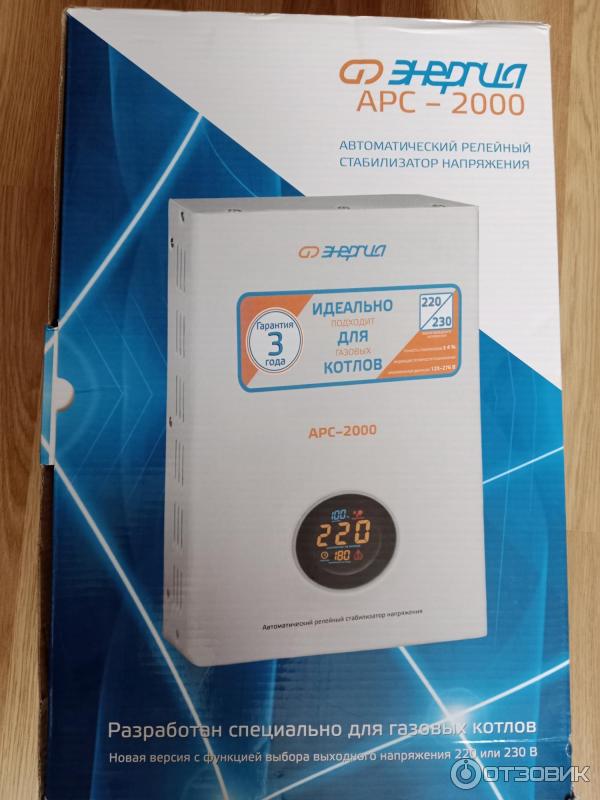 ЭНЕРГИЯ
АРС – 2000
АВТОМАТИЧЕСКИЙ РЕЛЕЙНЫЙ
СТАБИЛИЗАТОР НАПРЯЖЕНИЯ
ЭНЕРГИЯ
Гарантия
3
года
ИДЕАЛЬНО
ПОДХОДИТ
ДЛЯ
ГАЗОВЫХ
КОТЛОВ
220
230
АРС–2000
100%
220
180
Автоматический релейный стабилизатор напряжения
Разработан специально для газовых котлов
Новая версия с функцией выбора выходного напряжения 220 или 230 В
ОТЗОВИК